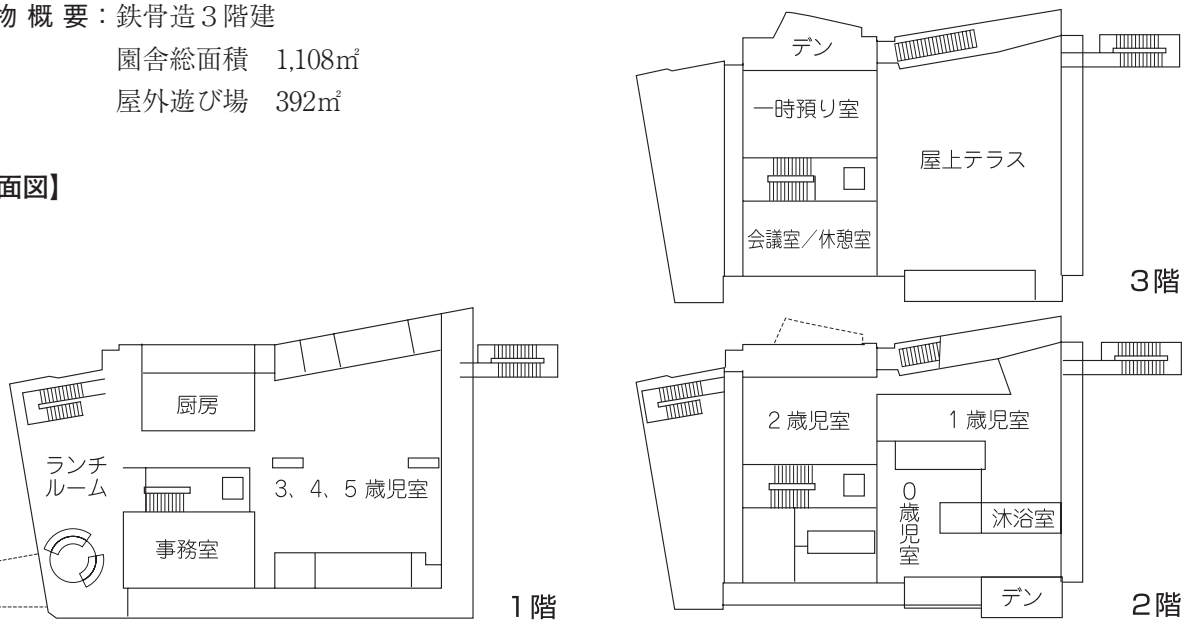 物 概 要：鉄骨造３階建
園舎総面積　1,108㎡
屋外遊び場　392㎡
面図】
デン
一時預り室
屋上テラス
会議室／休憩室
３階
厨房
ランチ
ルーム
3、4、5 歳児室
事務室
１階
2 歳児室
1 歳児室
0歳児室
沐浴室
デン
２階